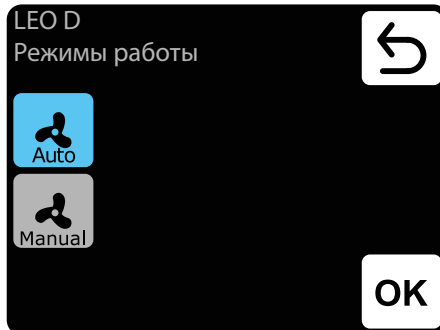 LEO D
Режимы работы
Auto
Manual
OK